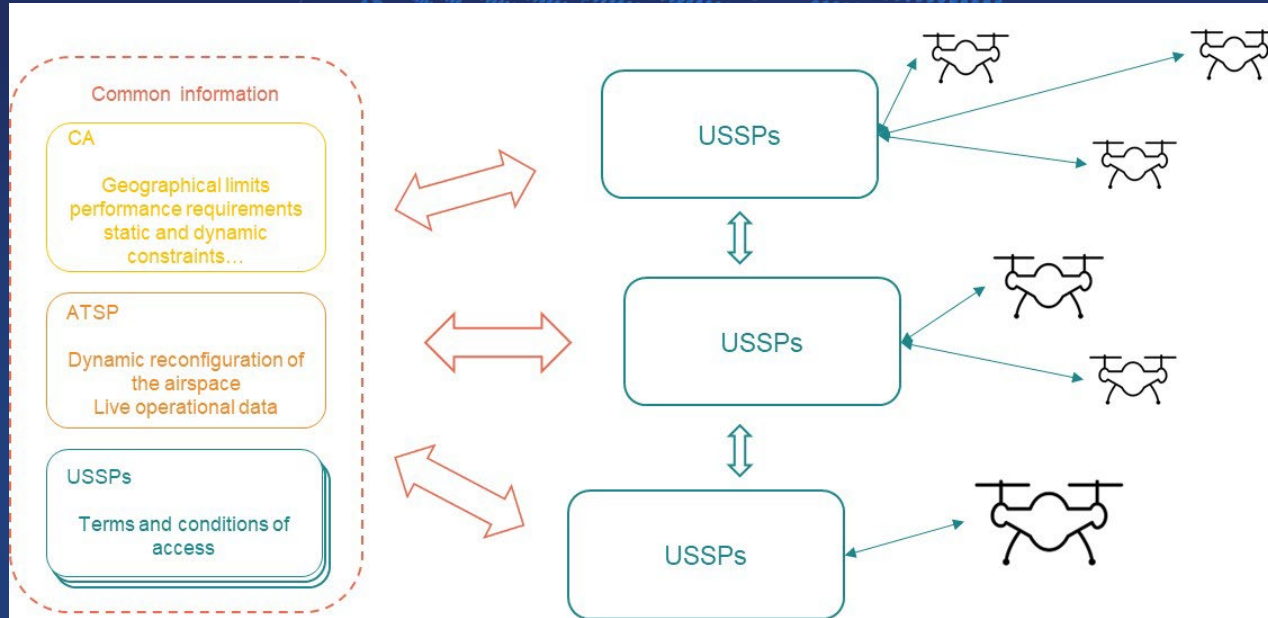 Common information
CA
Geographical limits
performance requirements
static and dynamic
constraints…
ATSP
Dynamic reconfiguration of
the airspace
Live operational data
USSPs
Terms and conditions of
access
USSPs
USSPs
USSPs